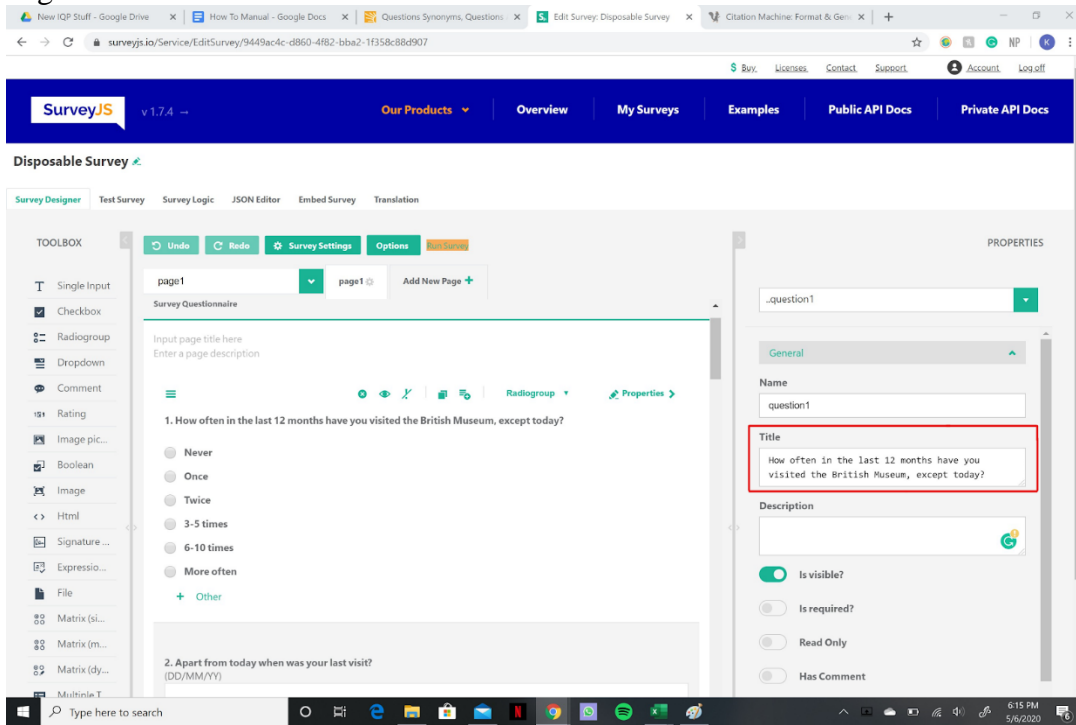 New IQP Stuff - Google Drive
How To Manual - Google Docs
Questions Synonyms, Questions
Edit Survey: Disposable Survey
Citation Machine: Format & Gen
surveyjs.io/Service/EditSurvey/9449ac4c-d860-4f82-bba2-1f358c88d907
NP
K
$ Buy Licenses Contact Support Account Log off
SurveyJS v 1.7.4 → Our Products Overview My Surveys Examples Public API Docs Private API Docs
Disposable Survey
Survey Designer Test Survey Survey Logic JSON Editor Embed Survey Translation
TOOLBOX
Single Input
Checkbox
Radiogroup
Dropdown
Comment
Rating
Image pic...
Boolean
Image
Html
Signature ...
Expressio...
File
Matrix (si...
Matrix (m...
Matrix (dy...
Multiple T
Undo Redo Survey Settings Options Run Survey
page1 page1 Add New Page +
Survey Questionnaire
Input page title here
Enter a page description
Radiogroup Properties
1. How often in the last 12 months have you visited the British Museum, except today?
Never
Once
Twice
3-5 times
6-10 times
More often
+ Other
2. Apart from today when was your last visit?
(DD/MM/YY)
PROPERTIES
..question1
General
Name
question1
Title
How often in the last 12 months have you
visited the British Museum, except today?
Description
Is visible?
Is required?
Read Only
Has Comment
Type here to search
6:15 PM
5/6/2020